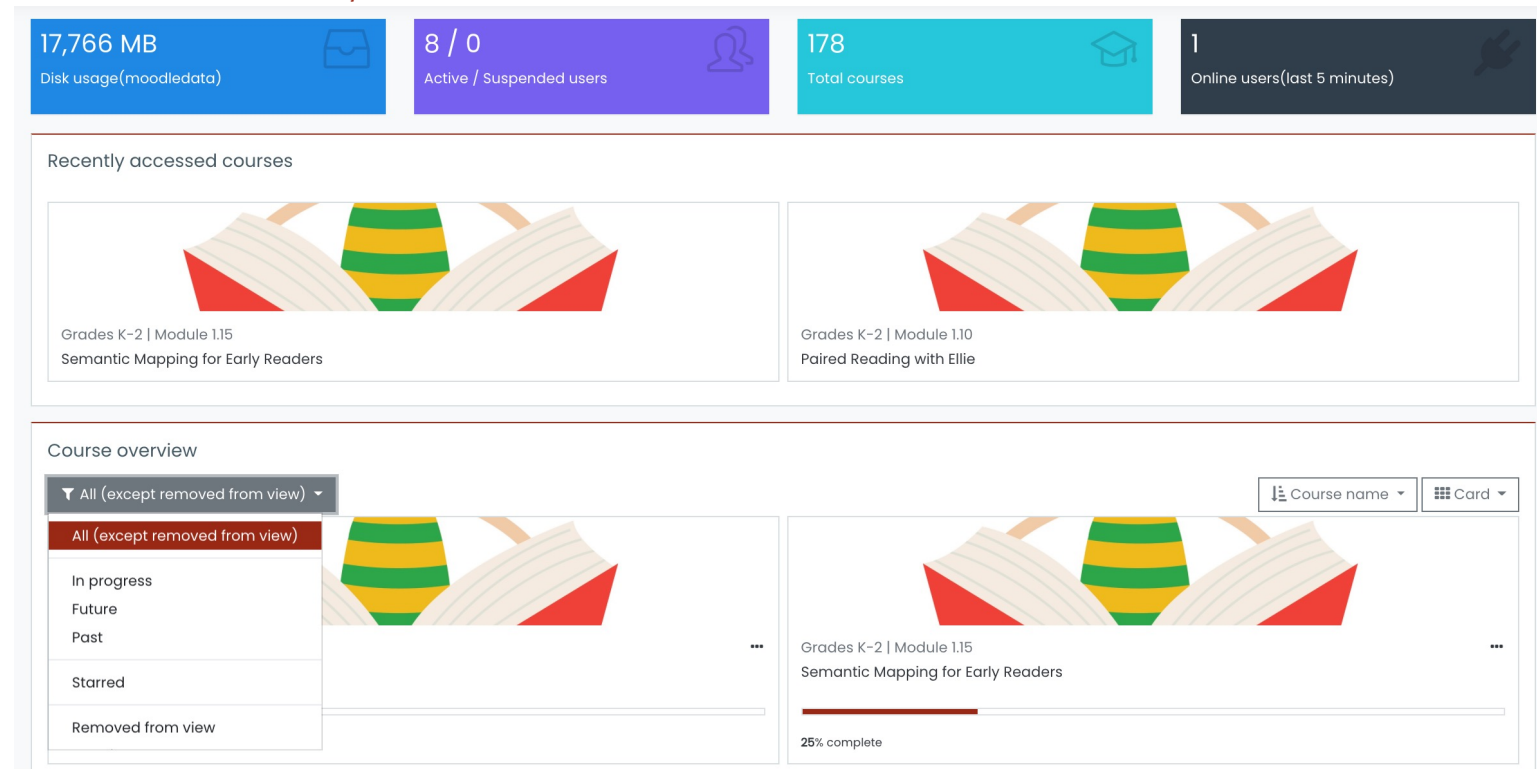 17,766 MB
Disk usage(moodledata)
8 / 0
Active / Suspended users
178
Total courses
1
Online users(last 5 minutes)
Recently accessed courses
Grades K-2 | Module 1.15
Semantic Mapping for Early Readers
Grades K-2 | Module 1.10
Paired Reading with Ellie
Course overview
All (except removed from view)
Course name
Card
All (except removed from view)
In progress
Future
Past
Starred
Removed from view
Grades K-2 | Module 1.15
Semantic Mapping for Early Readers
25% complete